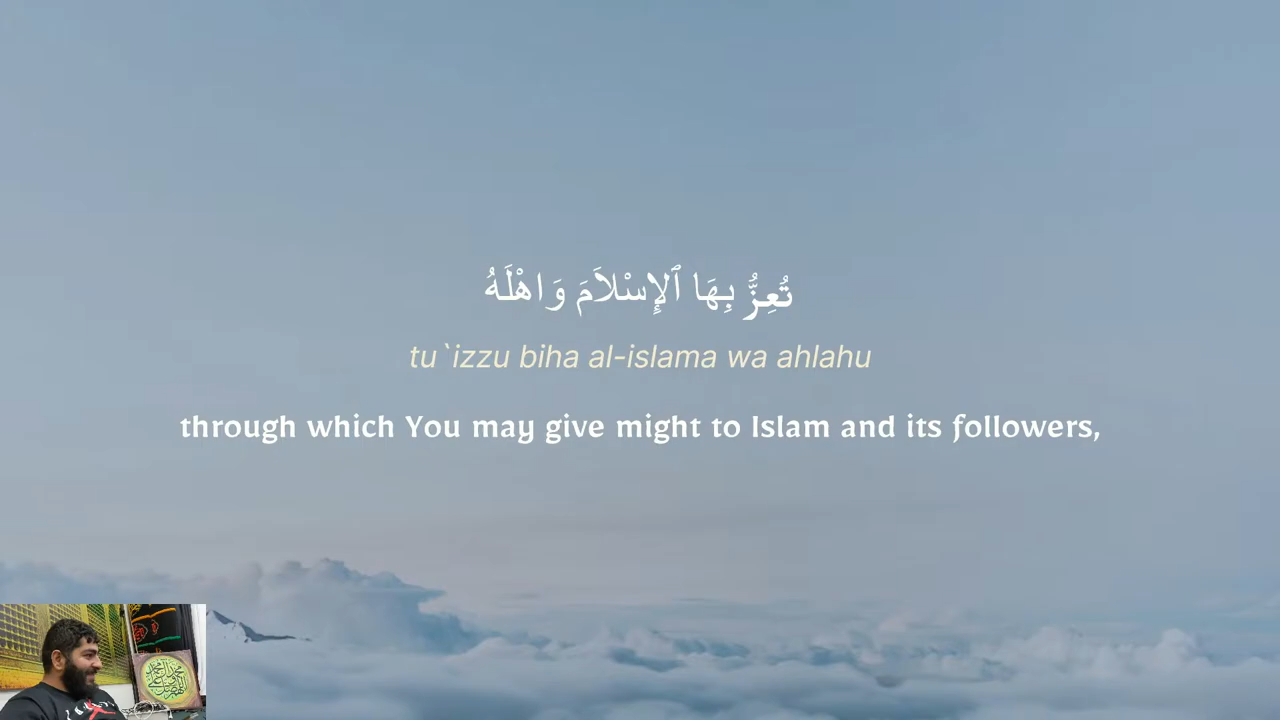 تُعِزُّ بِهَا ٱلإِسْلاَمَ وَاهْلَهُ
tu`izzu biha al-islama wa ahlahu
through which You may give might to Islam and its followers,